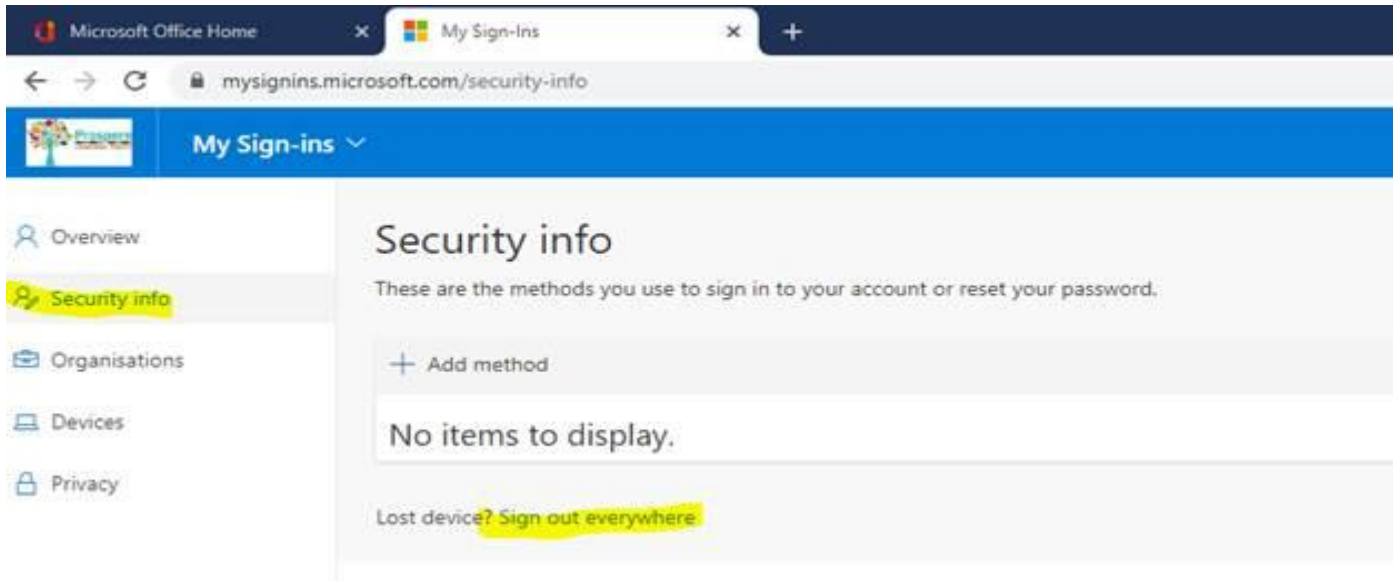 Microsoft Office Home
My Sign-Ins
mysignins.microsoft.com/security-info
My Sign-ins
Overview
Security info
Organisations
Devices
Privacy
Security info
These are the methods you use to sign in to your account or reset your password.
Add method
No items to display.
Lost device? Sign out everywhere